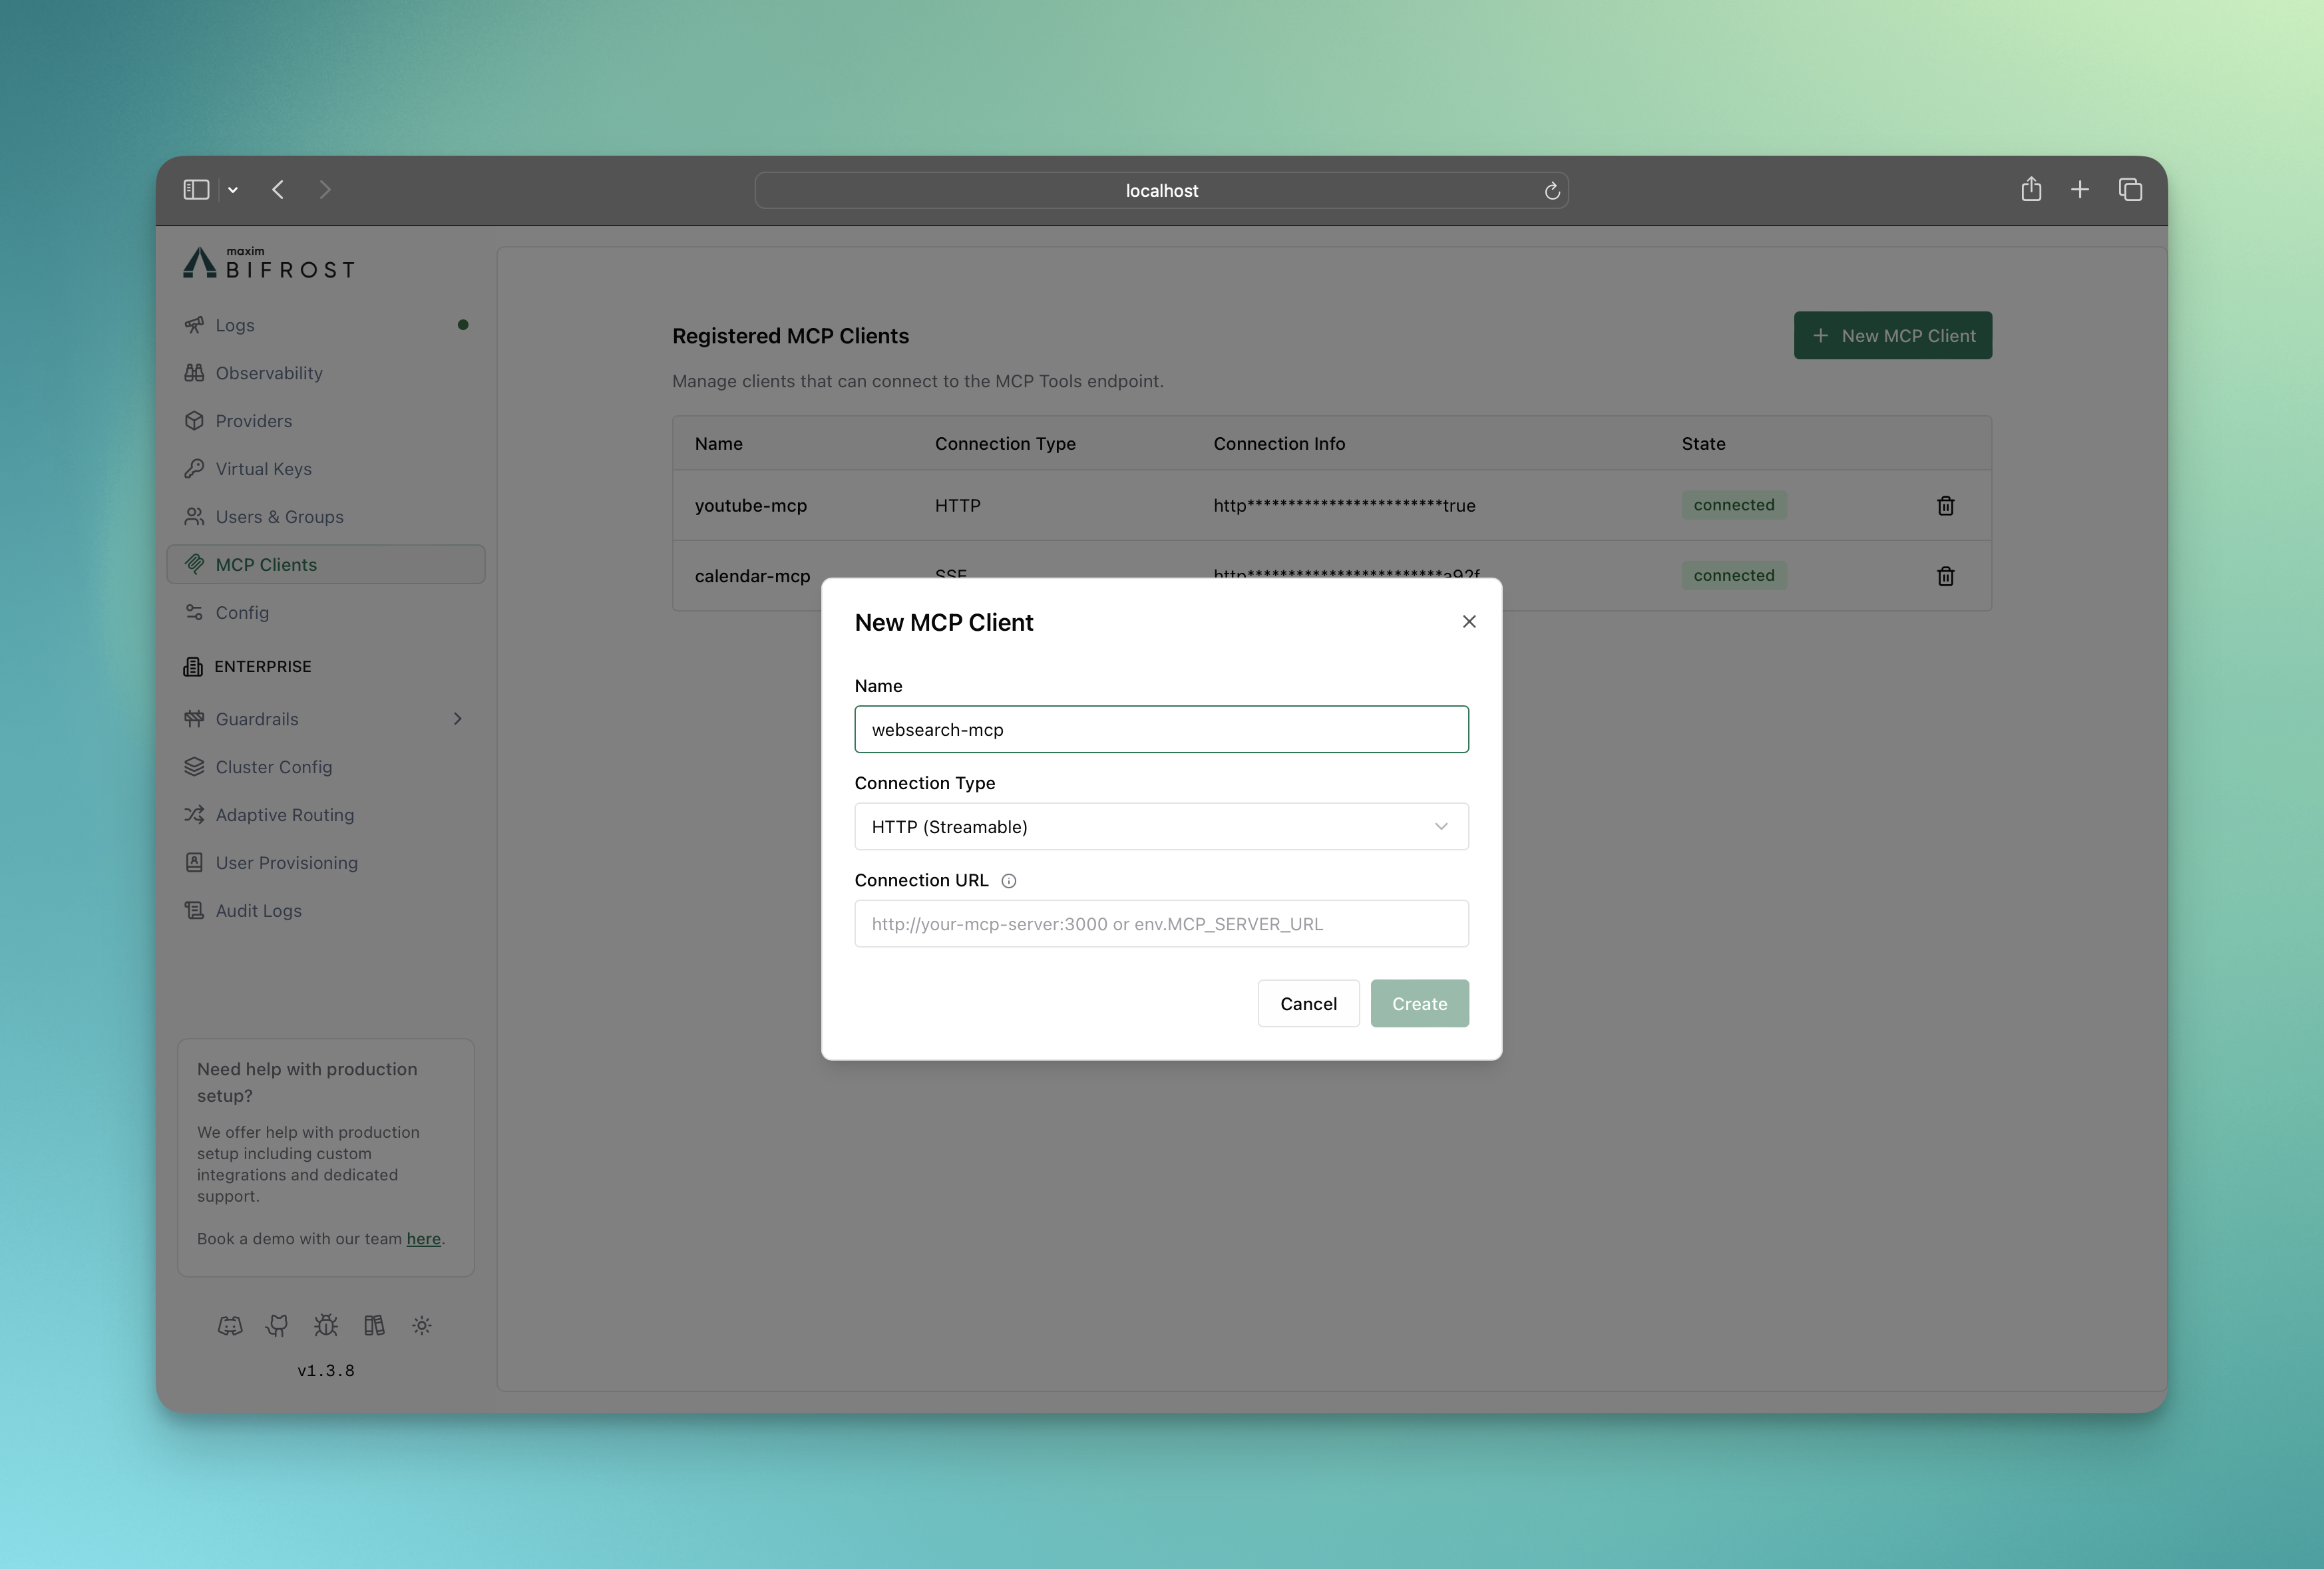 localhost
maxim
BIFROST
Logs
Observability
Providers
Virtual Keys
Users & Groups
MCP Clients
Config
ENTERPRISE
Guardrails
Cluster Config
Adaptive Routing
User Provisioning
Audit Logs
Need help with production
setup?
We offer help with production
setup including custom
integrations and dedicated
support.
Book a demo with our team here.
v1.3.8
Registered MCP Clients
New MCP Client
Manage clients that can connect to the MCP Tools endpoint.
Name Connection Type Connection Info State
youtube-mcp HTTP http************************true connected
calendar-mcp SSE http************************a92f connected
New MCP Client
Name
websearch-mcp
Connection Type
HTTP (Streamable)
Connection URL
http://your-mcp-server:3000 or env.MCP_SERVER_URL
Cancel Create